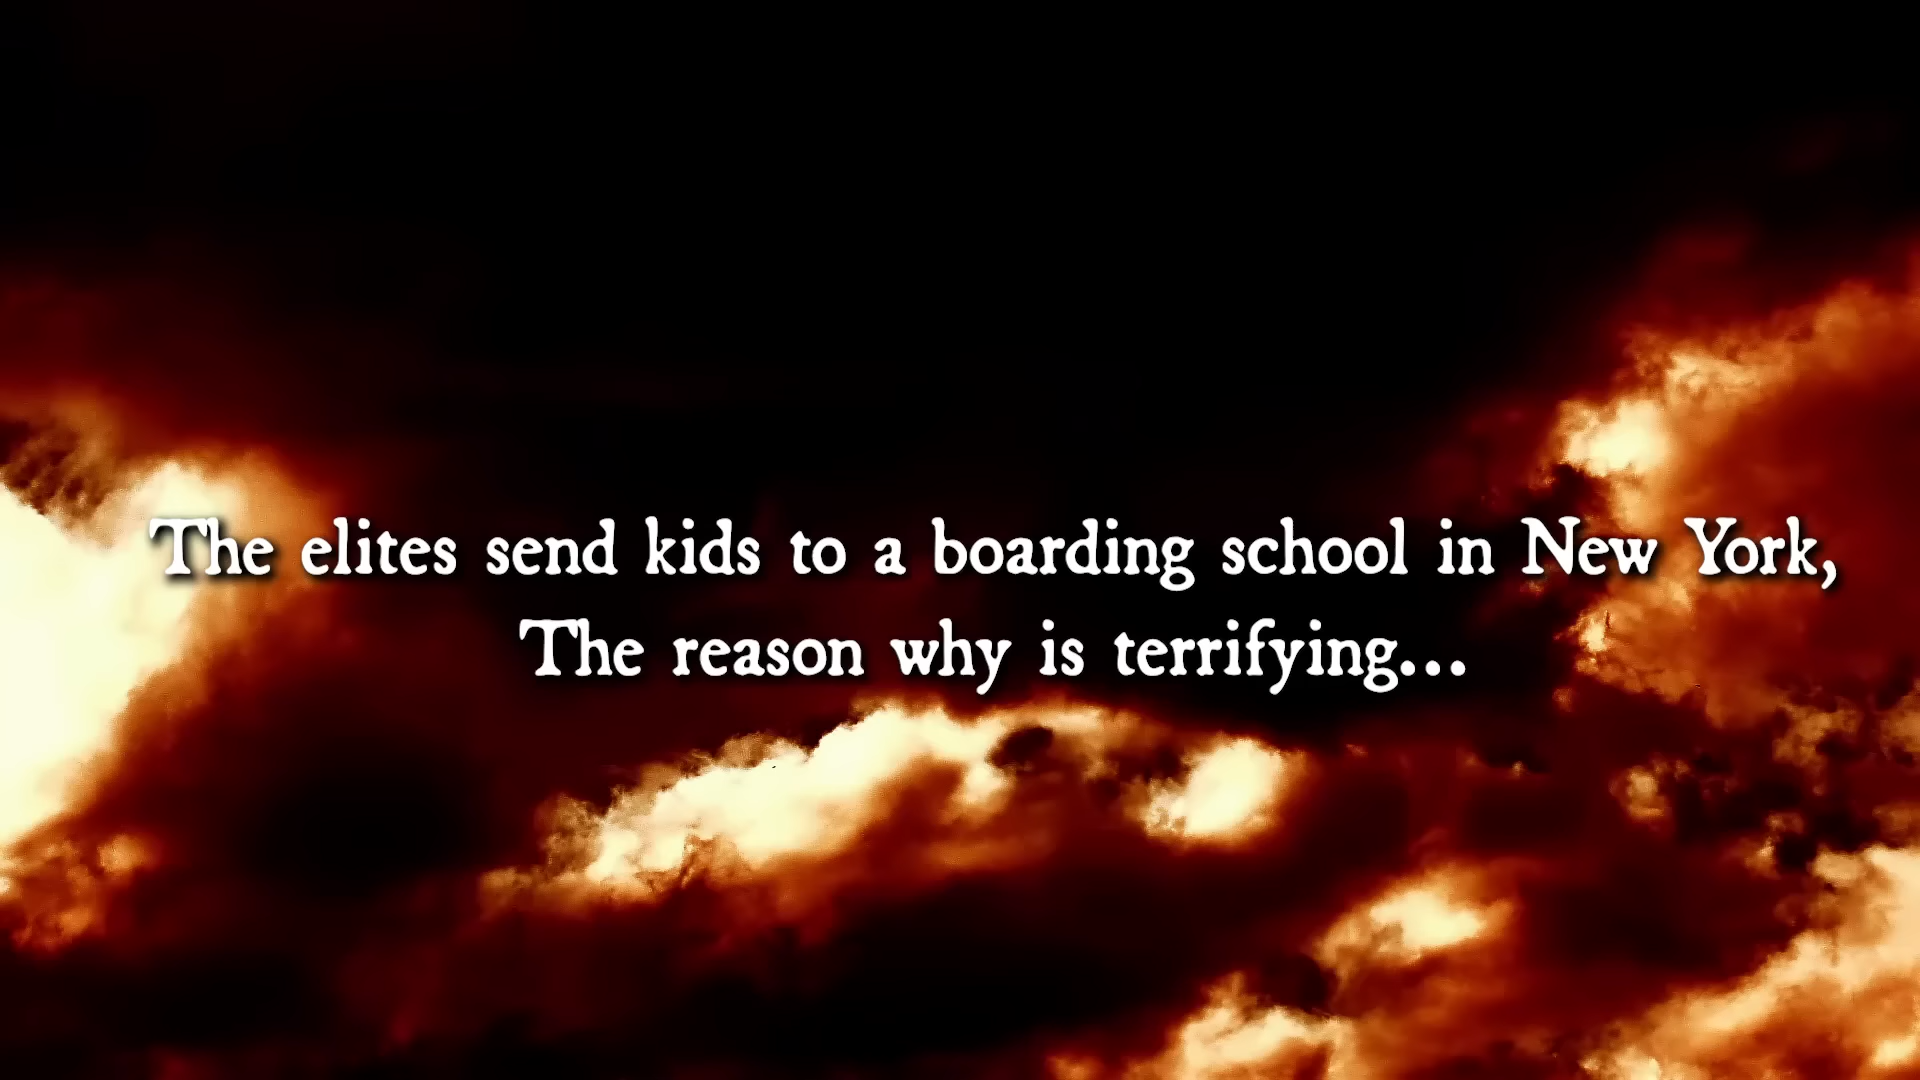 The elites send kids to a boarding school in New York,
The reason why is terrifying...